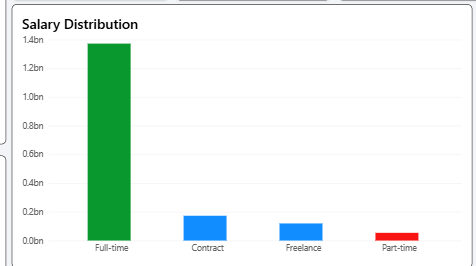 Salary Distribution
1.4bn
1.2bn
1.0bn
0.8bn
0.6bn
0.4bn
0.2bn
0.0bn
Full-time Contract Freelance Part-time